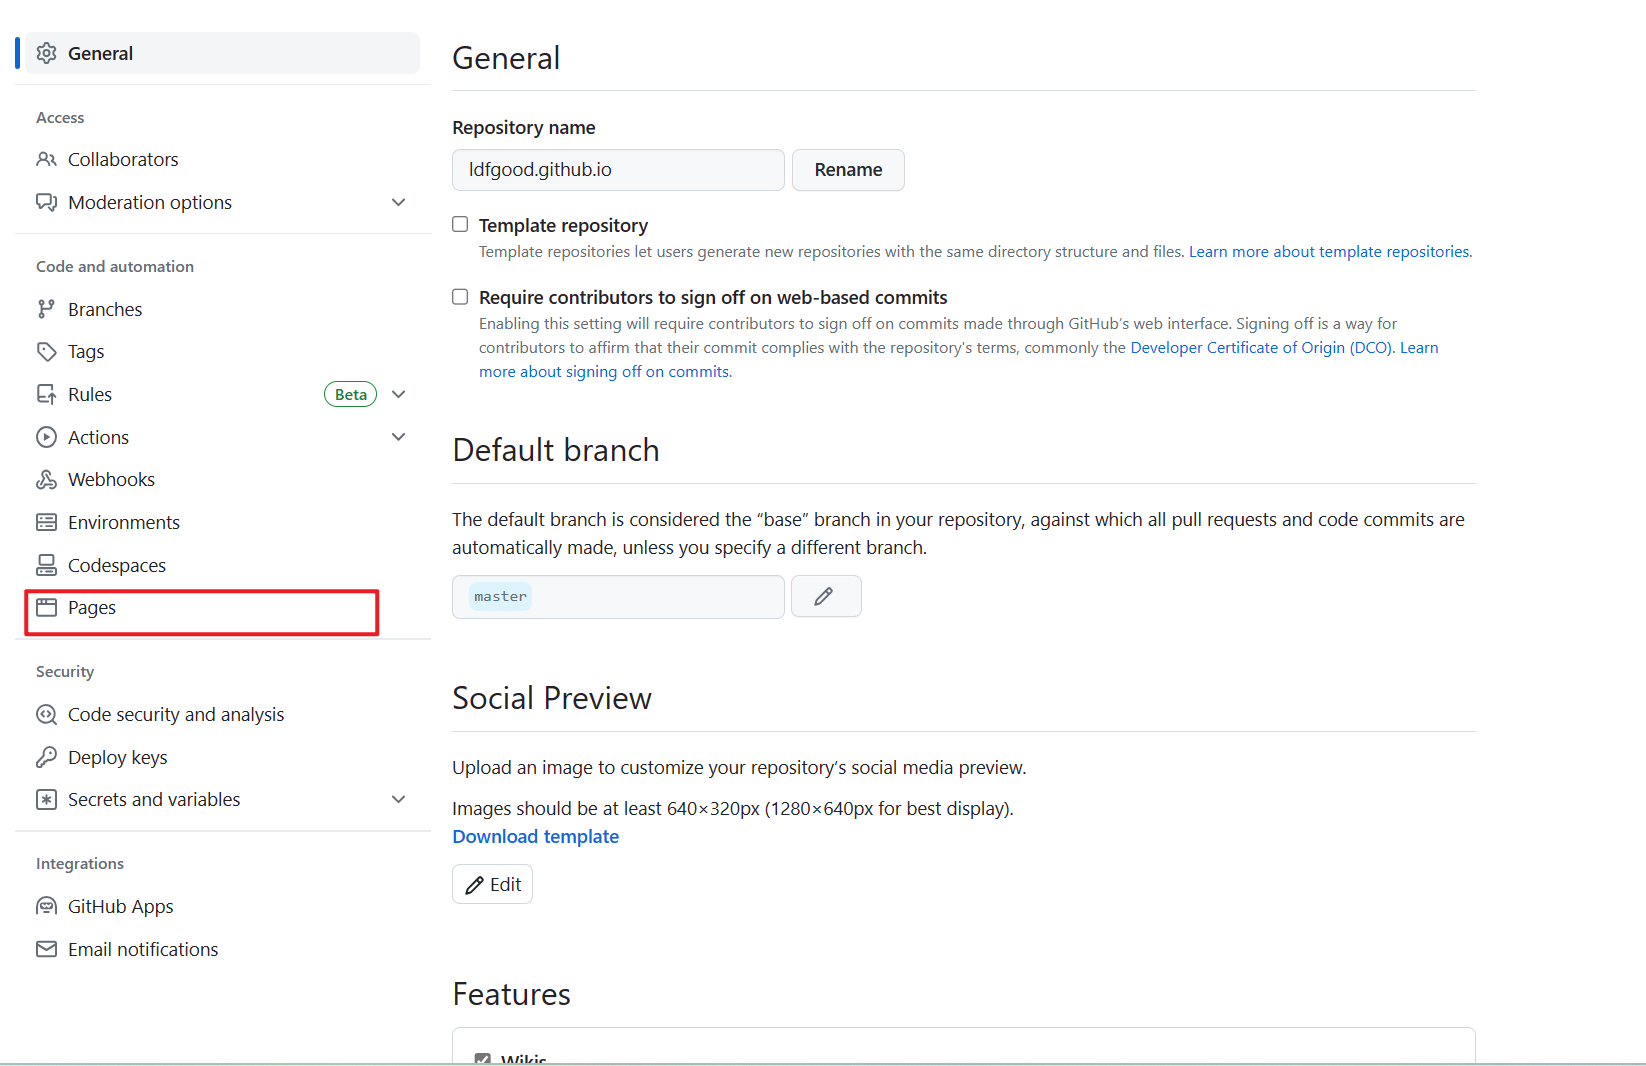 General
Access
Collaborators
Moderation options
Code and automation
Branches
Tags
Rules Beta
Actions
Webhooks
Environments
Codespaces
Pages
Security
Code security and analysis
Deploy keys
Secrets and variables
Integrations
GitHub Apps
Email notifications
General
Repository name
ldfgood.github.io Rename
Template repository
Template repositories let users generate new repositories with the same directory structure and files. Learn more about template repositories.
Require contributors to sign off on web-based commits
Enabling this setting will require contributors to sign off on commits made through GitHub's web interface. Signing off is a way for
contributors to affirm that their commit complies with the repository's terms, commonly the Developer Certificate of Origin (DCO). Learn
more about signing off on commits.
Default branch
The default branch is considered the “base” branch in your repository, against which all pull requests and code commits are
automatically made, unless you specify a different branch.
master
Social Preview
Upload an image to customize your repository's social media preview.
Images should be at least 640×320px (1280×640px for best display).
Download template
Edit
Features
Wikis